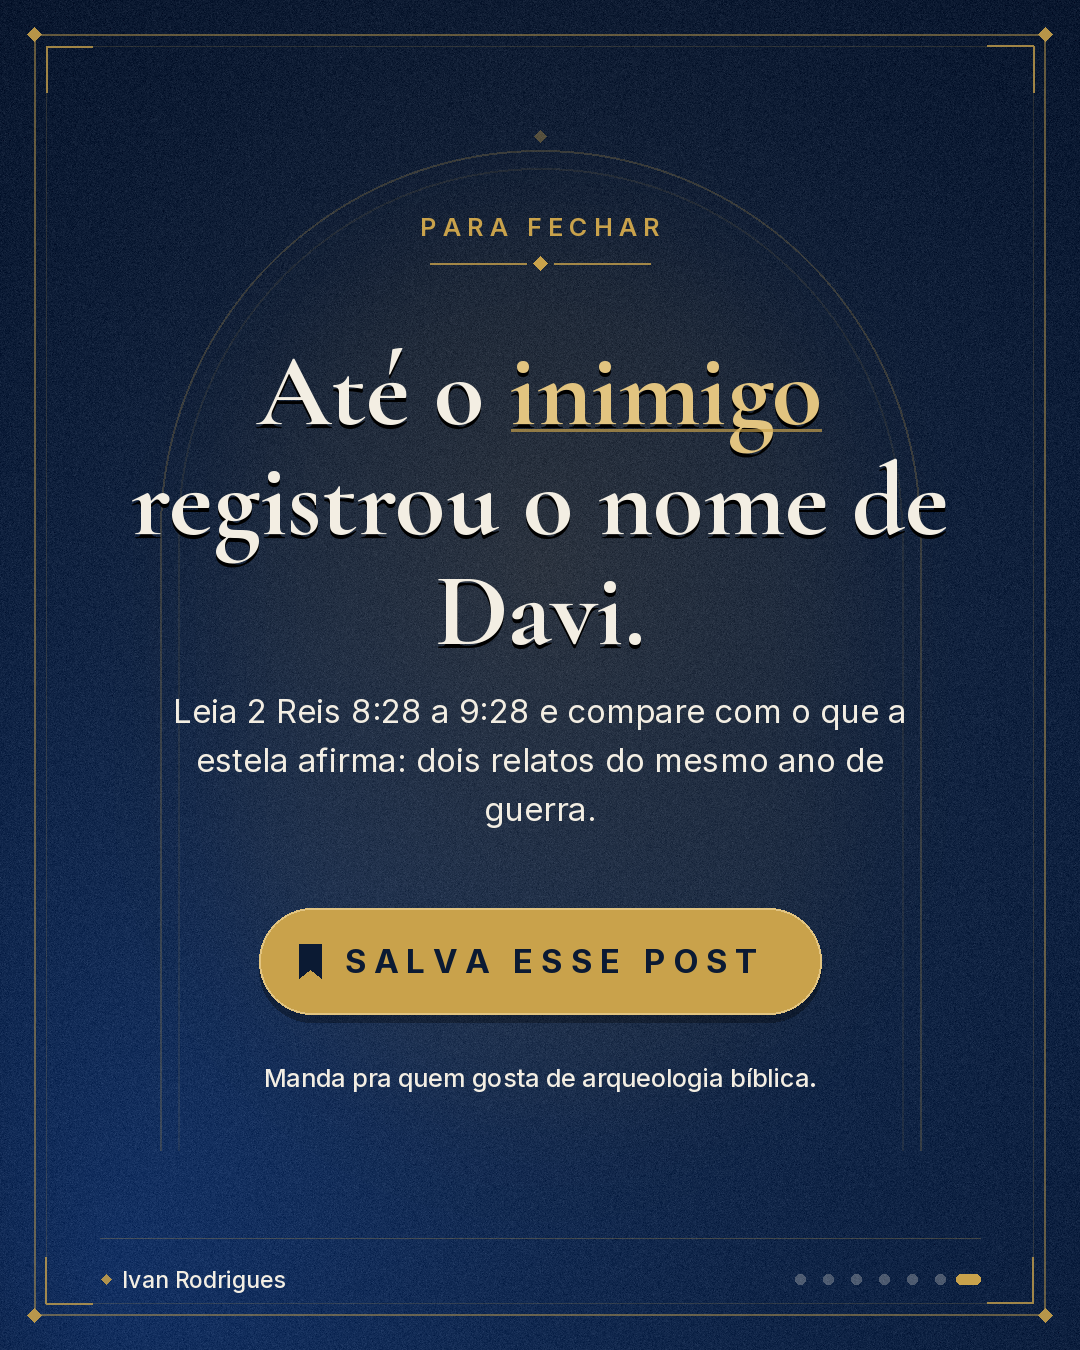 PARA FECHAR
Até o inimigo
registrou o nome de
Davi.
Leia 2 Reis 8:28 a 9:28 e compare com o que a
estela afirma: dois relatos do mesmo ano de
guerra.
SALVA ESSE POST
Manda pra quem gosta de arqueologia bíblica.
Ivan Rodrigues